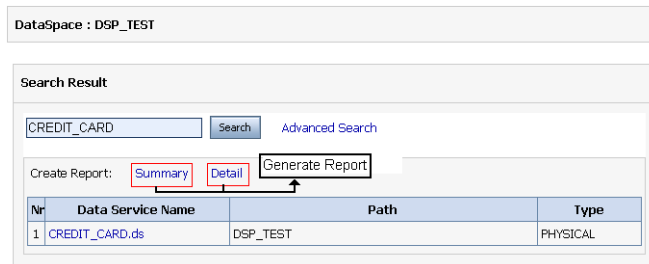 DataSpace : DSP_TEST
Search Result
CREDIT_CARD Search Advanced Search
Create Report: Summary Detail Generate Report
Nr Data Service Name Path Type
1 CREDIT_CARD.ds DSP_TEST PHYSICAL